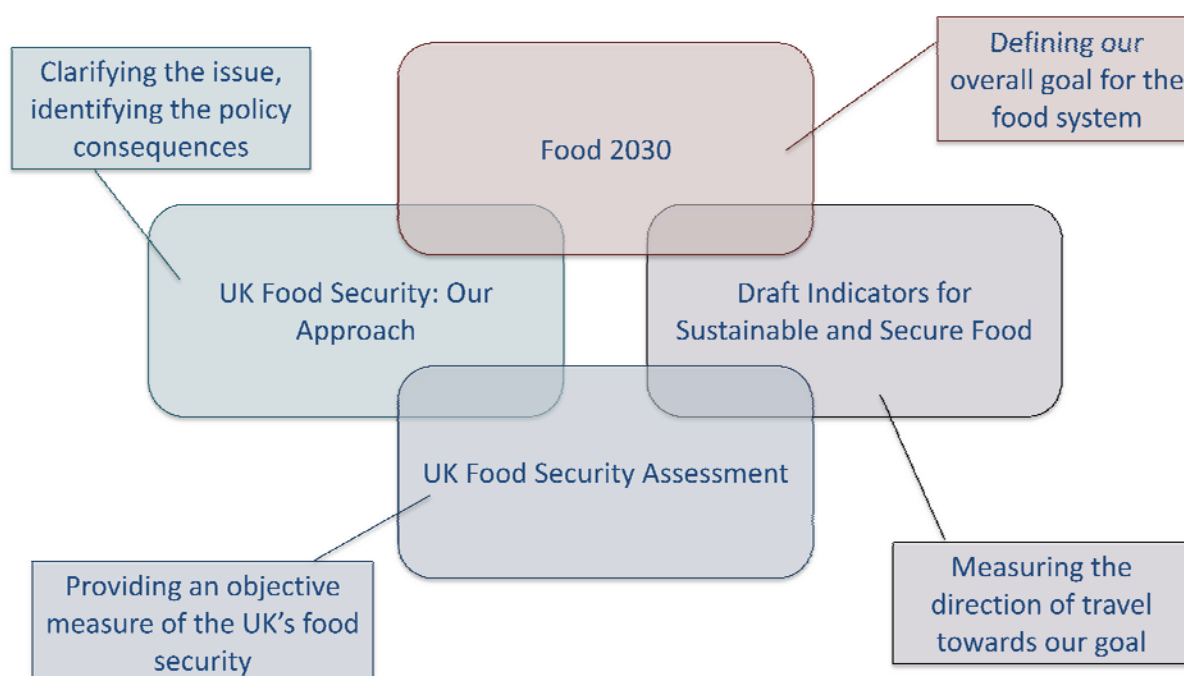 Clarifying the issue,
identifying the policy
consequences
Food 2030
Defining our
overall goal for the
food system
UK Food Security: Our
Approach
Draft Indicators for
Sustainable and Secure Food
UK Food Security Assessment
Providing an objective
measure of the UK's food
security
Measuring the
direction of travel
towards our goal